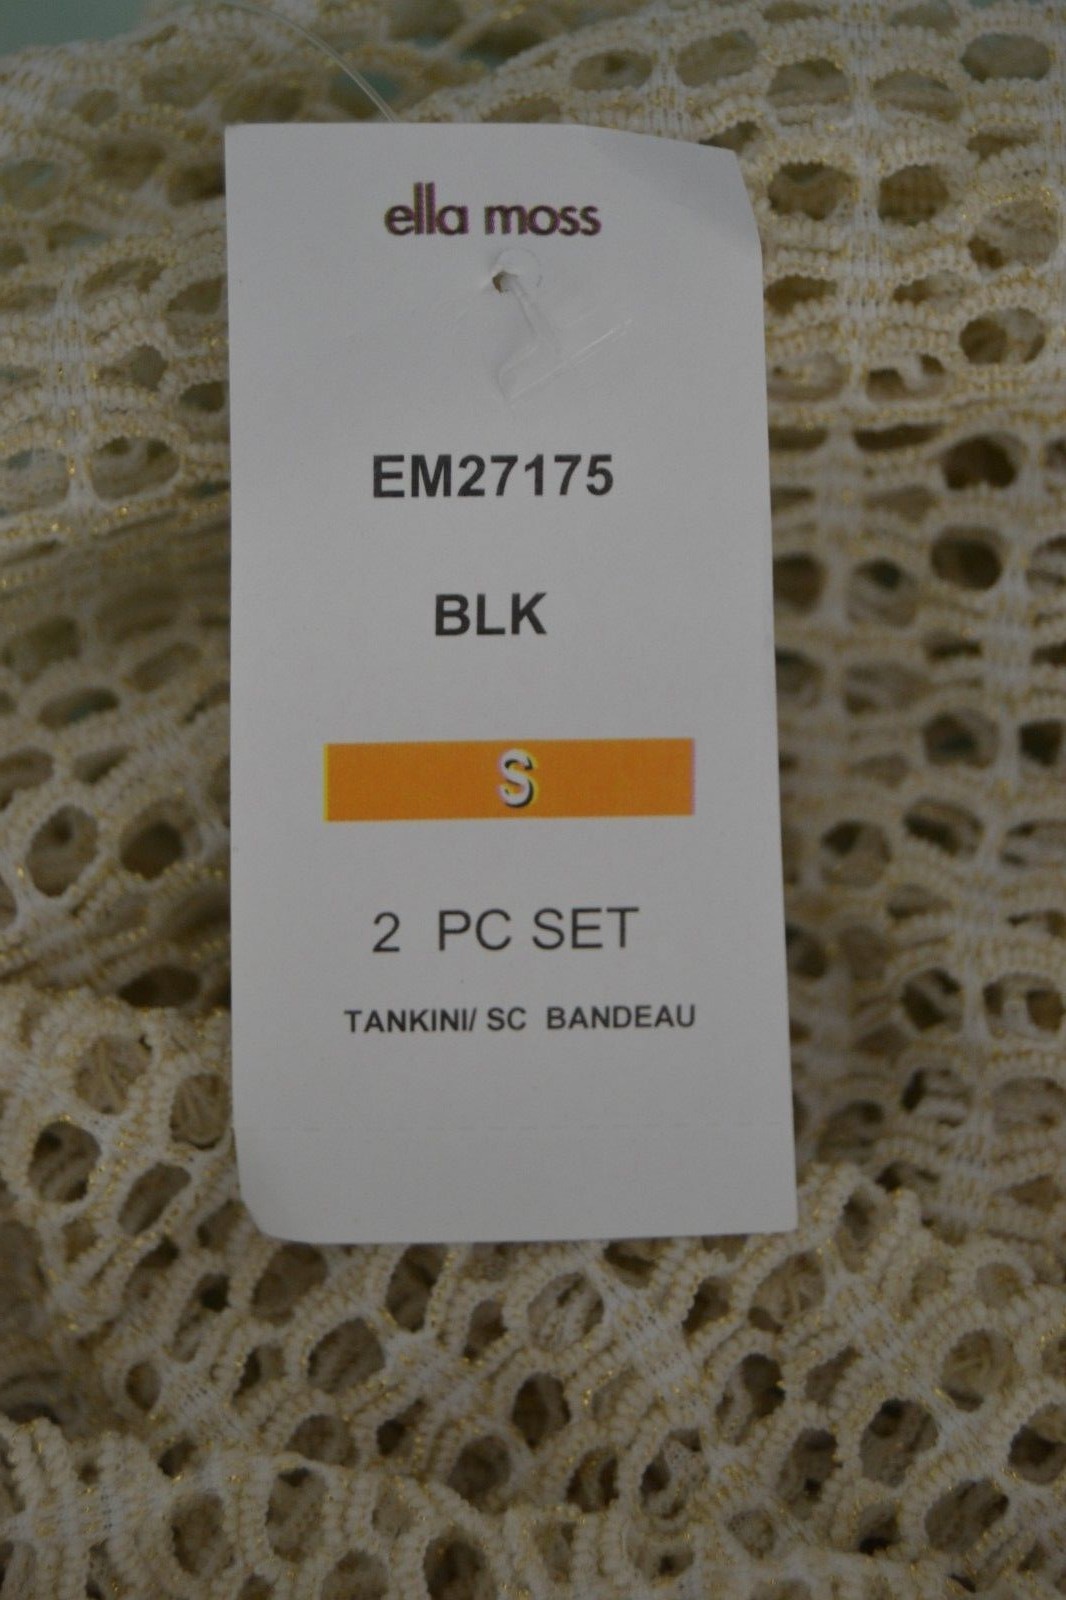 ella moss
EM27175
BLK
S
2 PC SET
TANKINI/ SC BANDEAU